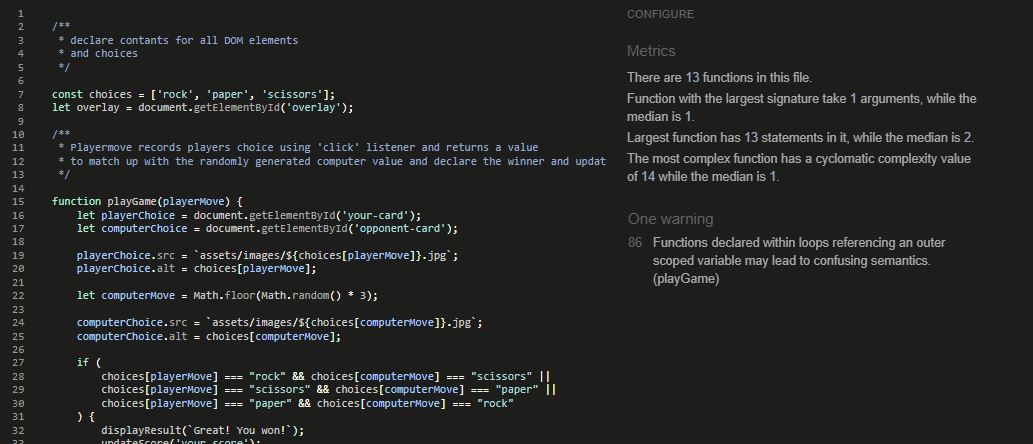 1
2 /**
3 * declare contants for all DOM elements
4 * and choices
5 */
6
7 const choices = ['rock', 'paper', 'scissors'];
8 let overlay = document.getElementById('overlay');
9
10 /**
11 * Playermove records players choice using 'click' listener and returns a value
12 * to match up with the randomly generated computer value and declare the winner and updat
13 */
14
15 function playGame(playerMove) {
16 let playerChoice = document.getElementById('your-card');
17 let computerChoice = document.getElementById('opponent-card');
18
19 playerChoice.src = `assets/images/${choices[playerMove]}.jpg`;
20 playerChoice.alt = choices[playerMove];
21
22 let computerMove = Math.floor(Math.random() * 3);
23
24 computerChoice.src = `assets/images/${choices[computerMove]}.jpg`;
25 computerChoice.alt = choices[computerMove];
26
27 if (
28 choices[playerMove] === "rock" && choices[computerMove] === "scissors" ||
29 choices[playerMove] === "scissors" && choices[computerMove] === "paper" ||
30 choices[playerMove] === "paper" && choices[computerMove] === "rock"
31 ) {
32 displayResult(`Great! You won!`);
33 updateScore('your-score');
CONFIGURE
Metrics
There are 13 functions in this file.
Function with the largest signature take 1 arguments, while the
median is 1.
Largest function has 13 statements in it, while the median is 2.
The most complex function has a cyclomatic complexity value
of 14 while the median is 1.
One warning
86 Functions declared within loops referencing an outer
scoped variable may lead to confusing semantics.
(playGame)